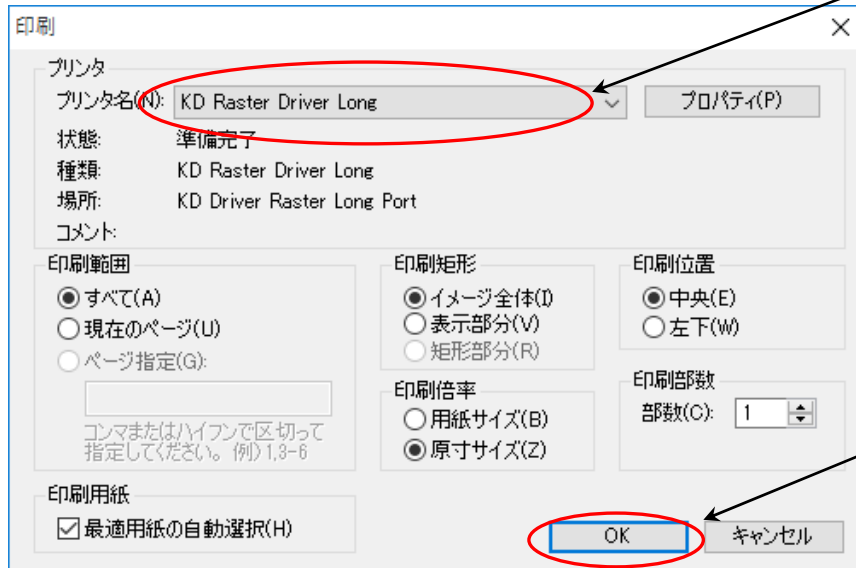 印刷
プリンタ
プリンタ名(N): KD Raster Driver Long プロパティ(P)
状態: 準備完了
種類: KD Raster Driver Long
場所: KD Driver Raster Long Port
コメント:
印刷範囲
すべて(A)
現在のページ(U)
ページ指定(G):
コンマまたはハイフンで区切って
指定してください。例) 1,3-6
印刷矩形
イメージ全体(I)
表示部分(V)
矩形部分(R)
印刷位置
中央(E)
左下(W)
印刷倍率
用紙サイズ(B)
原寸サイズ(Z)
印刷部数
部数(C): 1
印刷用紙
最適用紙の自動選択(H)
OK キャンセル